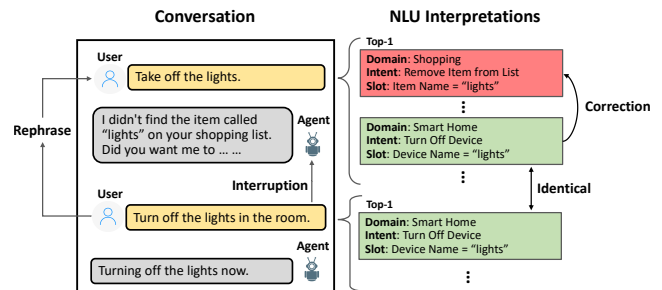 Conversation
NLU Interpretations
User
Take off the lights.
I didn't find the item called
"lights" on your shopping list.
Did you want me to ... ...
Agent
Rephrase
Interruption
User
Turn off the lights in the room.
Agent
Turning off the lights now.
Top-1
Domain: Shopping
Intent: Remove Item from List
Slot: Item Name = "lights"
Correction
Domain: Smart Home
Intent: Turn Off Device
Slot: Device Name = "lights"
Identical
Top-1
Domain: Smart Home
Intent: Turn Off Device
Slot: Device Name = "lights"